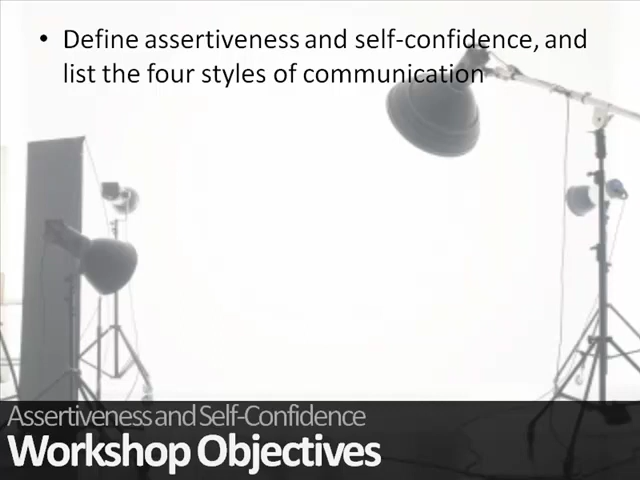 • Define assertiveness and self-confidence, and
list the four styles of communication
Assertiveness and Self-Confidence
Workshop Objectives